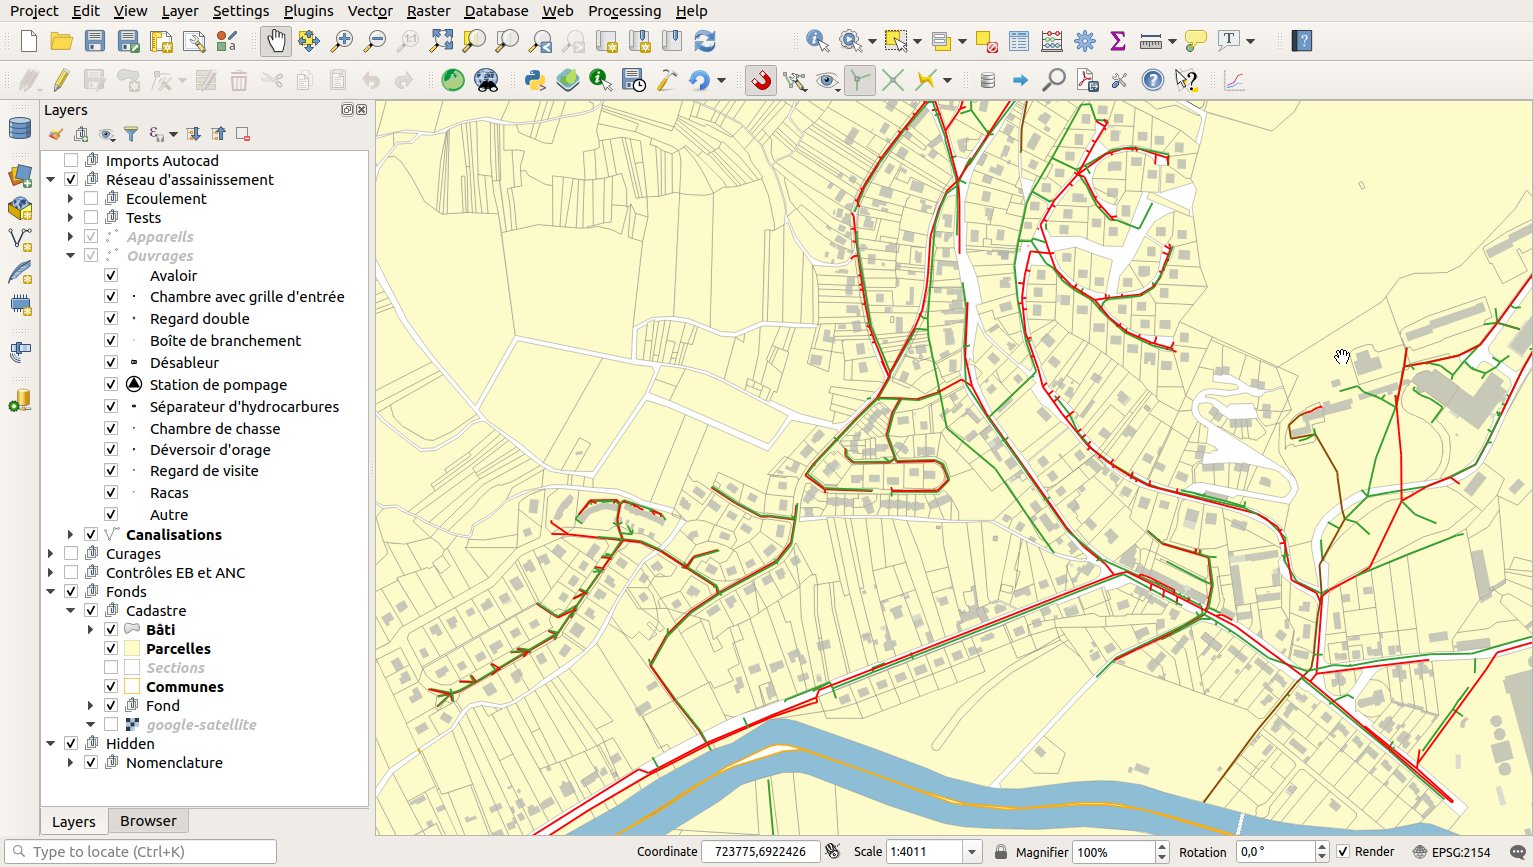 Project Edit View Layer Settings Plugins Vector Raster Database Web Processing Help
Layers
Imports Autocad
Réseau d'assainissement
Ecoulement
Tests
Appareils
Ouvrages
Avaloir
Chambre avec grille d'entrée
Regard double
Boîte de branchement
Désableur
Station de pompage
Séparateur d'hydrocarbures
Chambre de chasse
Déversoir d'orage
Regard de visite
Racas
Autre
Canalisations
Curages
Contrôles EB et ANC
Fonds
Cadastre
Bâti
Parcelles
Sections
Communes
Fond
google-satellite
Hidden
Nomenclature
Layers Browser
Type to locate (Ctrl+K) Coordinate 723775,6922426 Scale 1:4011 Magnifier 100% Rotation 0,0 ° Render EPSG:2154